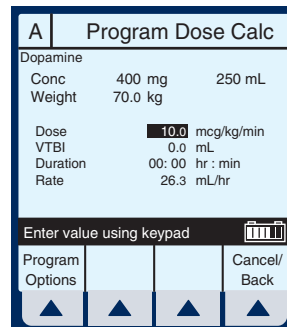 A Program Dose Calc
Dopamine
Conc 400 mg 250 mL
Weight 70.0 kg
Dose 10.0 mcg/kg/min
VTBI 0.0 mL
Duration 00: 00 hr : min
Rate 26.3 mL/hr
Enter value using keypad
Program Cancel/
Options Back